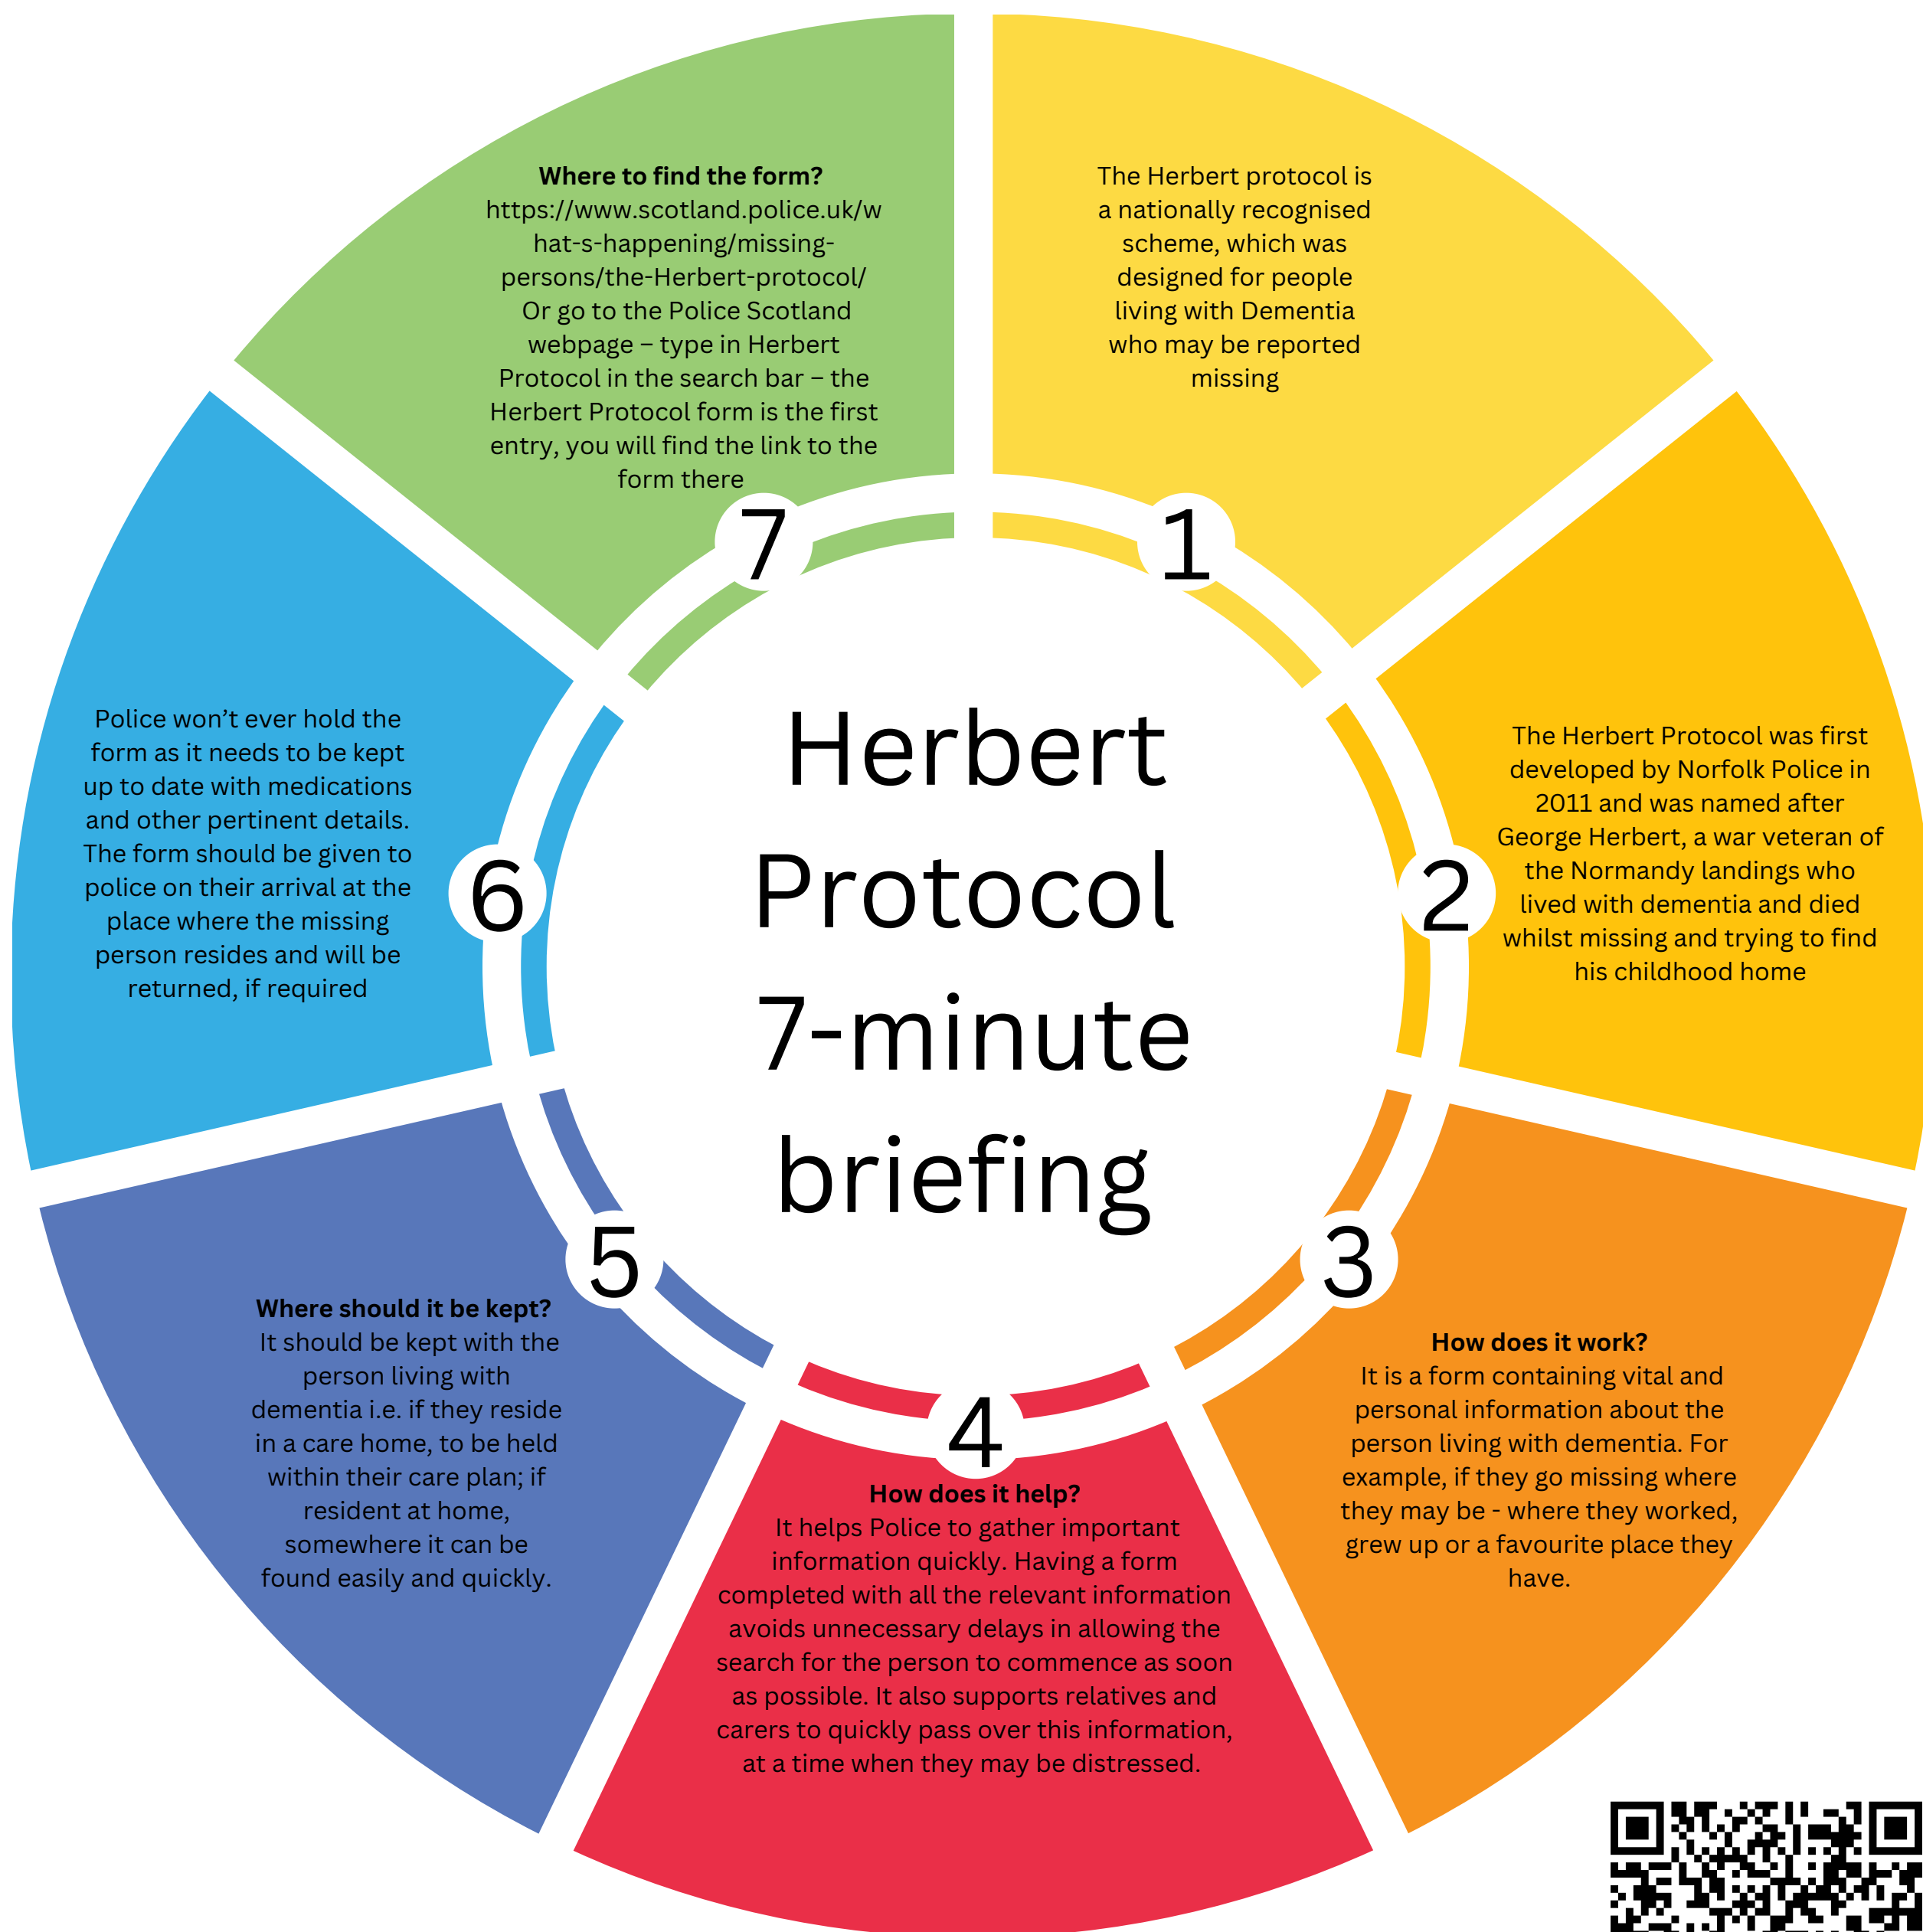 Herbert
Protocol
7-minute
briefing
1
The Herbert protocol is
a nationally recognised
scheme, which was
designed for people
living with Dementia
who may be reported
missing
2
The Herbert Protocol was first
developed by Norfolk Police in
2011 and was named after
George Herbert, a war veteran of
the Normandy landings who
lived with dementia and died
whilst missing and trying to find
his childhood home
3
How does it work?
It is a form containing vital and
personal information about the
person living with dementia. For
example, if they go missing where
they may be - where they worked,
grew up or a favourite place they
have.
4
How does it help?
It helps Police to gather important
information quickly. Having a form
completed with all the relevant information
avoids unnecessary delays in allowing the
search for the person to commence as soon
as possible. It also supports relatives and
carers to quickly pass over this information,
at a time when they may be distressed.
5
Where should it be kept?
It should be kept with the
person living with
dementia i.e. if they reside
in a care home, to be held
within their care plan; if
resident at home,
somewhere it can be
found easily and quickly.
6
Police won’t ever hold the
form as it needs to be kept
up to date with medications
and other pertinent details.
The form should be given to
police on their arrival at the
place where the missing
person resides and will be
returned, if required
7
Where to find the form?
https://www.scotland.police.uk/w
hat-s-happening/missing-
persons/the-Herbert-protocol/
Or go to the Police Scotland
webpage – type in Herbert
Protocol in the search bar – the
Herbert Protocol form is the first
entry, you will find the link to the
form there